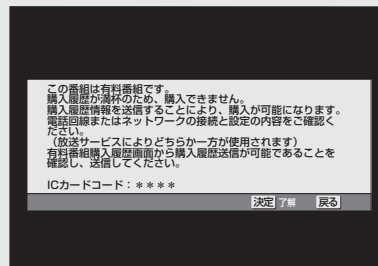 この番組は有料番組です。
購入履歴が満杯のため、購入できません。
購入履歴情報を送信することにより、購入が可能になります。
電話回線またはネットワークの接続と設定の内容をご確認く
ださい。
（放送サービスによりどちらか一方が使用されます）
有料番組購入履歴画面から購入履歴送信が可能であることを
確認し、送信してください。
ICカードコード：＊＊＊＊
決定 了解 戻る